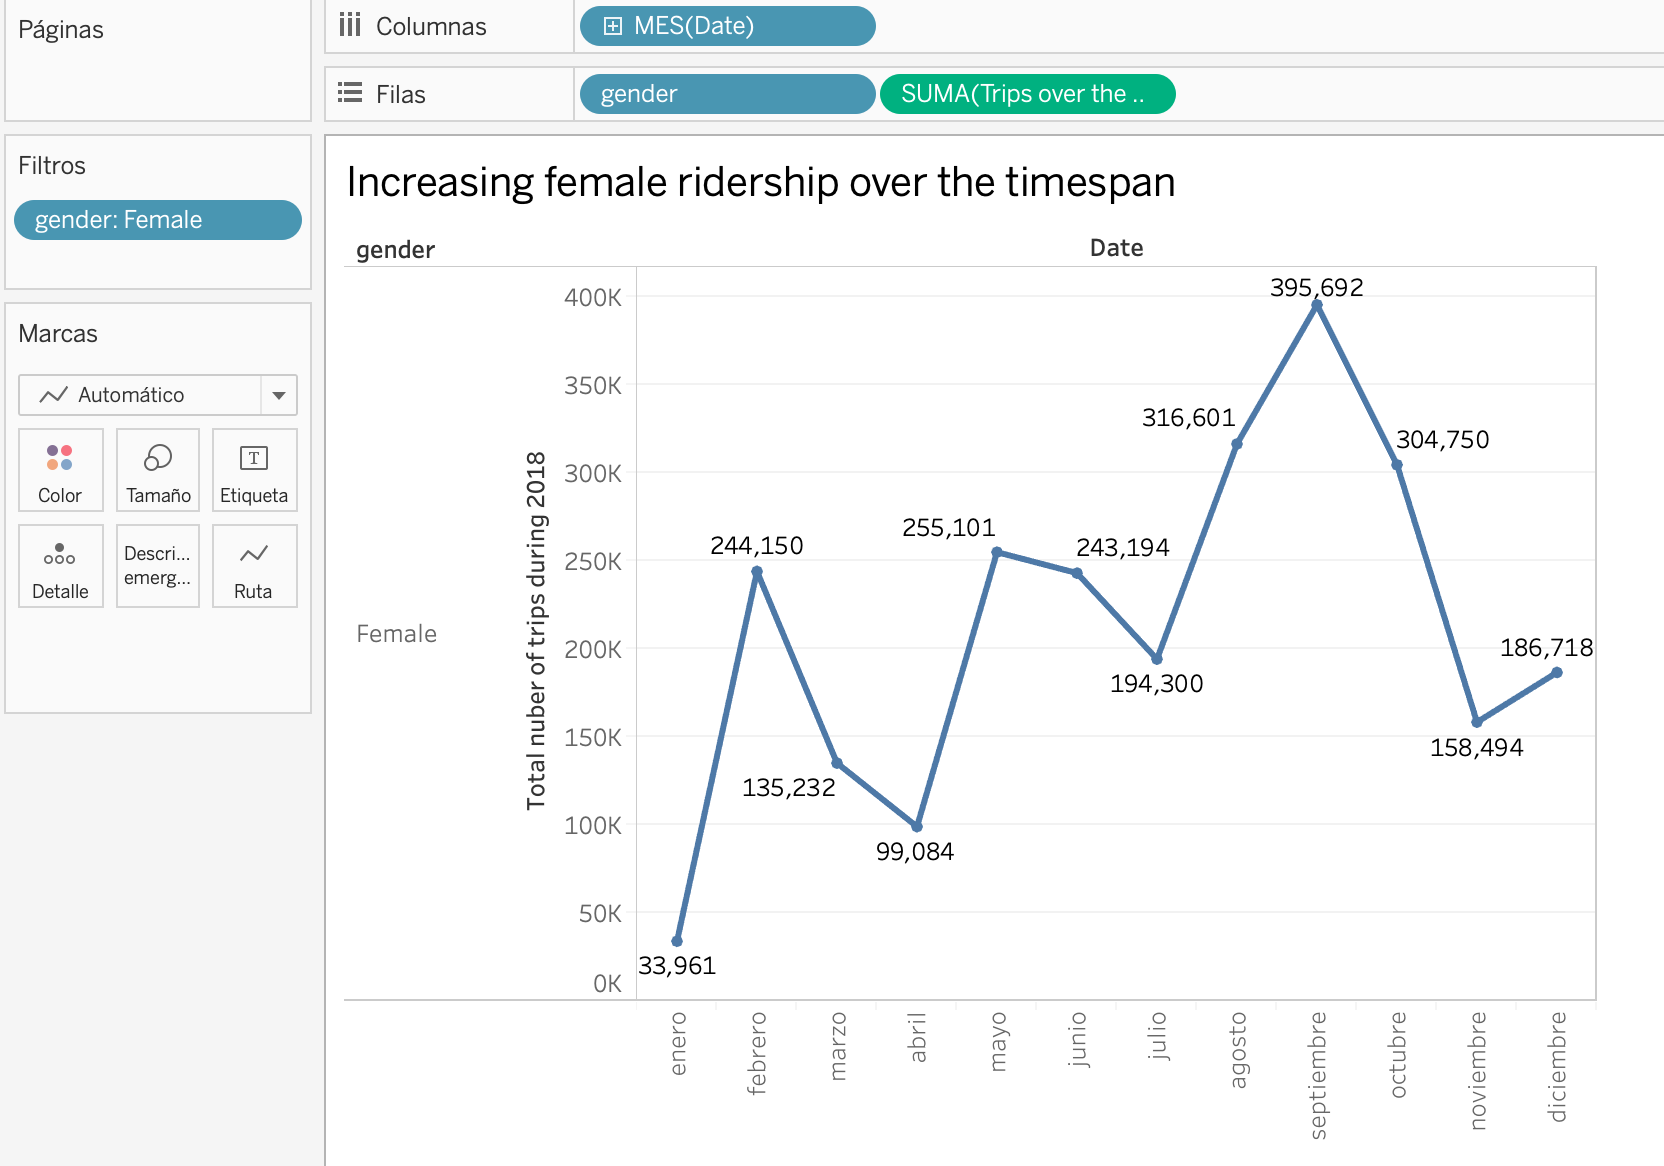 Páginas
Columnas
MES(Date)
Filas
gender
SUMA(Trips over the ..
Filtros
gender: Female
Marcas
Automático
Color
Tamaño
T
Etiqueta
Detalle
Descri...
emerg...
Ruta
Increasing female ridership over the timespan
gender
Date
Female
Total nuber of trips during 2018
400K
350K
300K
250K
200K
150K
100K
50K
0K
33,961
244,150
135,232
99,084
255,101
243,194
194,300
316,601
395,692
304,750
158,494
186,718
enero
febrero
marzo
abril
mayo
junio
julio
agosto
septiembre
octubre
noviembre
diciembre